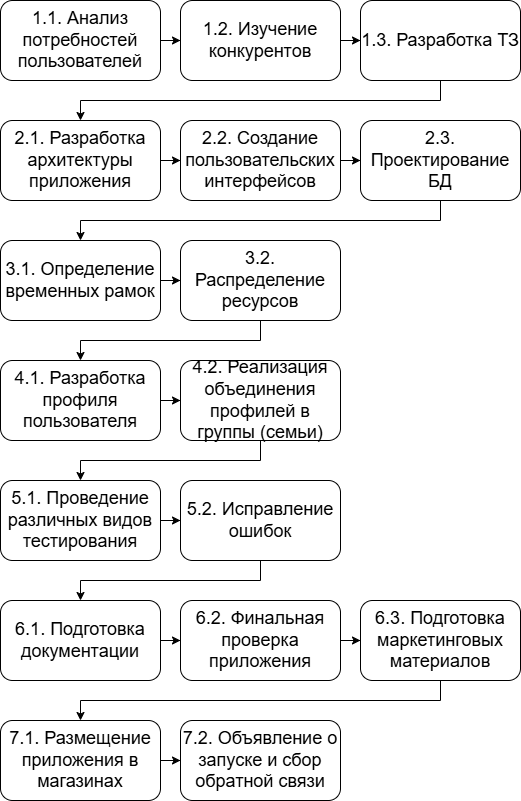 1.1. Анализ
потребностей
пользователей
1.2. Изучение
конкурентов
1.3. Разработка ТЗ
2.1. Разработка
архитектуры
приложения
2.2. Создание
пользовательских
интерфейсов
2.3.
Проектирование
БД
3.1. Определение
временных рамок
3.2.
Распределение
ресурсов
4.1. Разработка
профиля
пользователя
4.2. Реализация
объединения
профилей в
группы (семьи)
5.1. Проведение
различных видов
тестирования
5.2. Исправление
ошибок
6.1. Подготовка
документации
6.2. Финальная
проверка
приложения
6.3. Подготовка
маркетинговых
материалов
7.1. Размещение
приложения в
магазинах
7.2. Объявление о
запуске и сбор
обратной связи